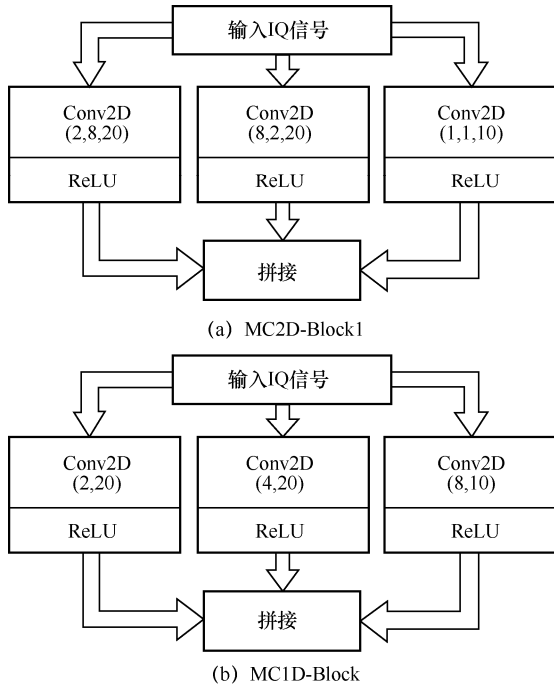 输入IQ信号
Conv2D
(2,8,20)
ReLU
Conv2D
(8,2,20)
ReLU
Conv2D
(1,1,10)
ReLU
拼接
(a) MC2D-Block1
输入IQ信号
Conv2D
(2,20)
ReLU
Conv2D
(4,20)
ReLU
Conv2D
(8,10)
ReLU
拼接
(b) MC1D-Block